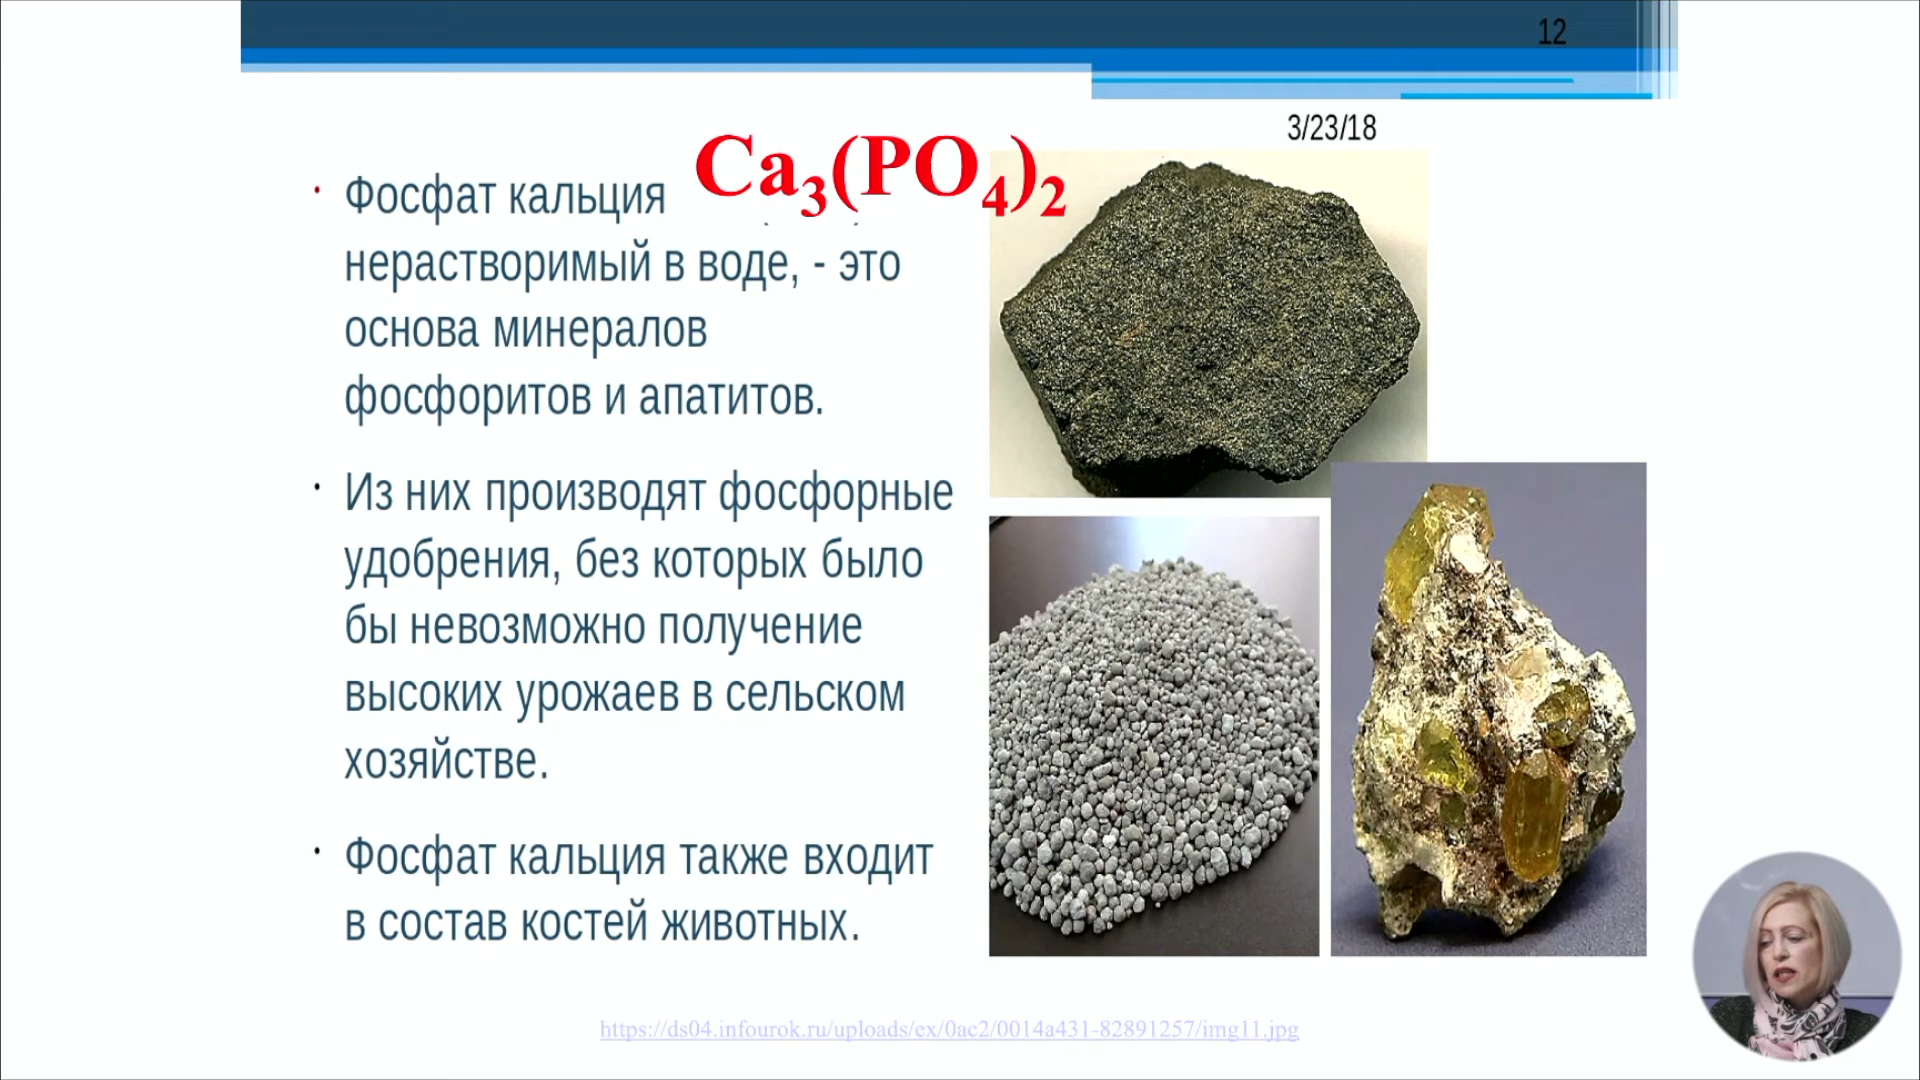 12
3/23/18
Фосфат кальция Ca₃(PO₄)₂
нерастворимый в воде, - это
основа минералов
фосфоритов и апатитов.
Из них производят фосфорные
удобрения, без которых было
бы невозможно получение
высоких урожаев в сельском
хозяйстве.
Фосфат кальция также входит
в состав костей животных.
https://ds04.infourok.ru/uploads/ex/0ac2/0014a431-82891257/img11.jpg